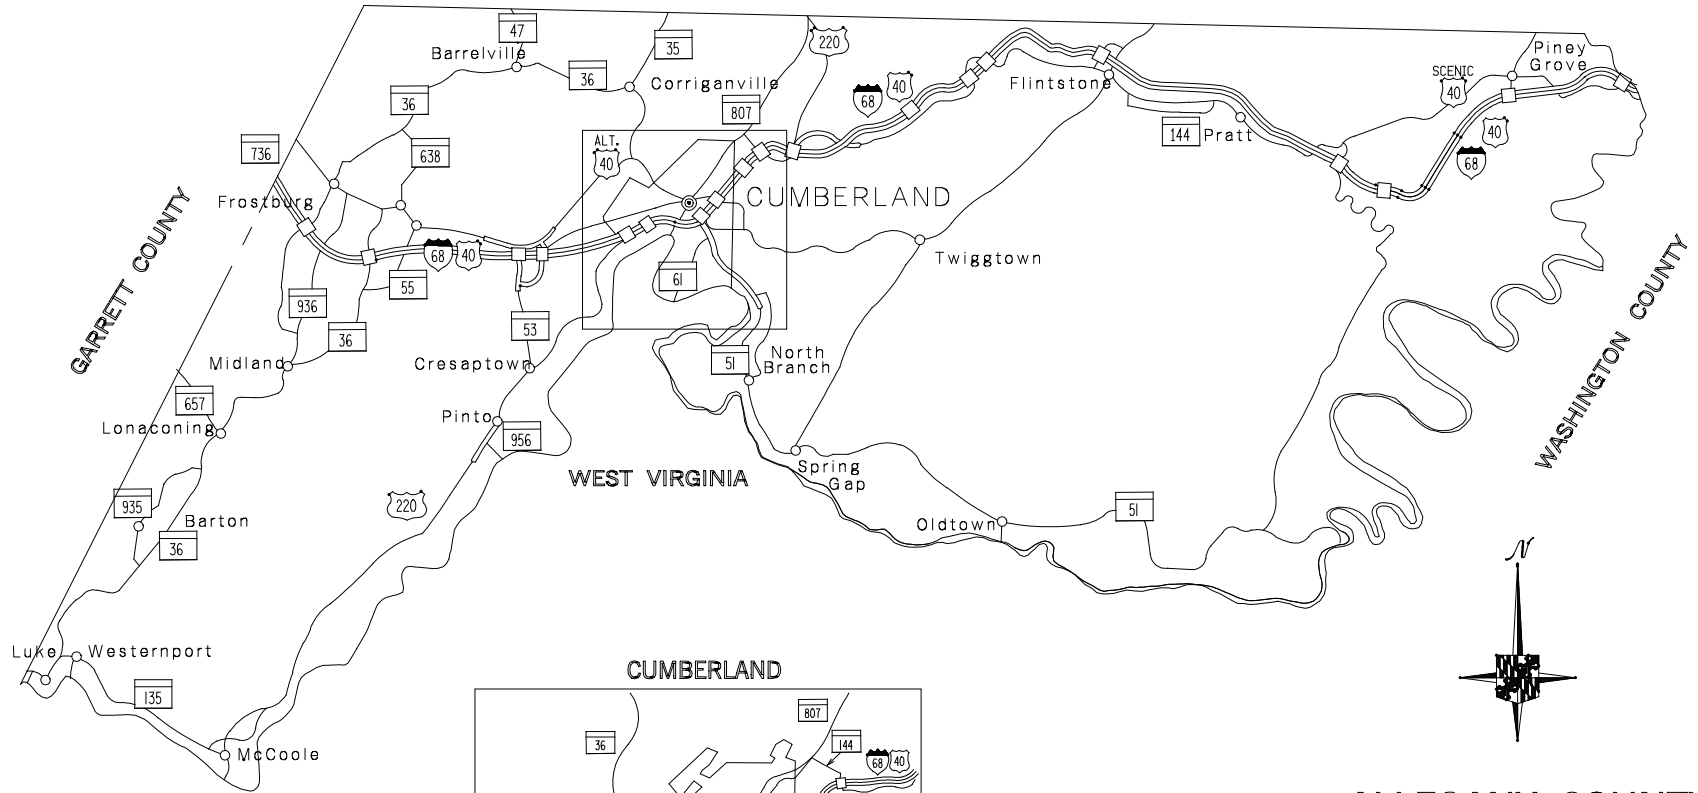 47
35
220
Barrelville
36
Corriganville
36
807
736
638
ALT.
40
Frostburg
CUMBERLAND
68
40
Flintstone
144
Pratt
SCENIC
40
Piney
Grove
40
68
GARRETT COUNTY
68
40
55
936
36
61
53
Twiggtown
Midland
Cresaptown
51
North
Branch
657
Lonaconing
Pinto
956
WEST VIRGINIA
Spring
Gap
WASHINGTON COUNTY
935
Barton
36
220
Oldtown
51
N
Luke
Westernport
135
McCoole
CUMBERLAND
807
36
144
68
40